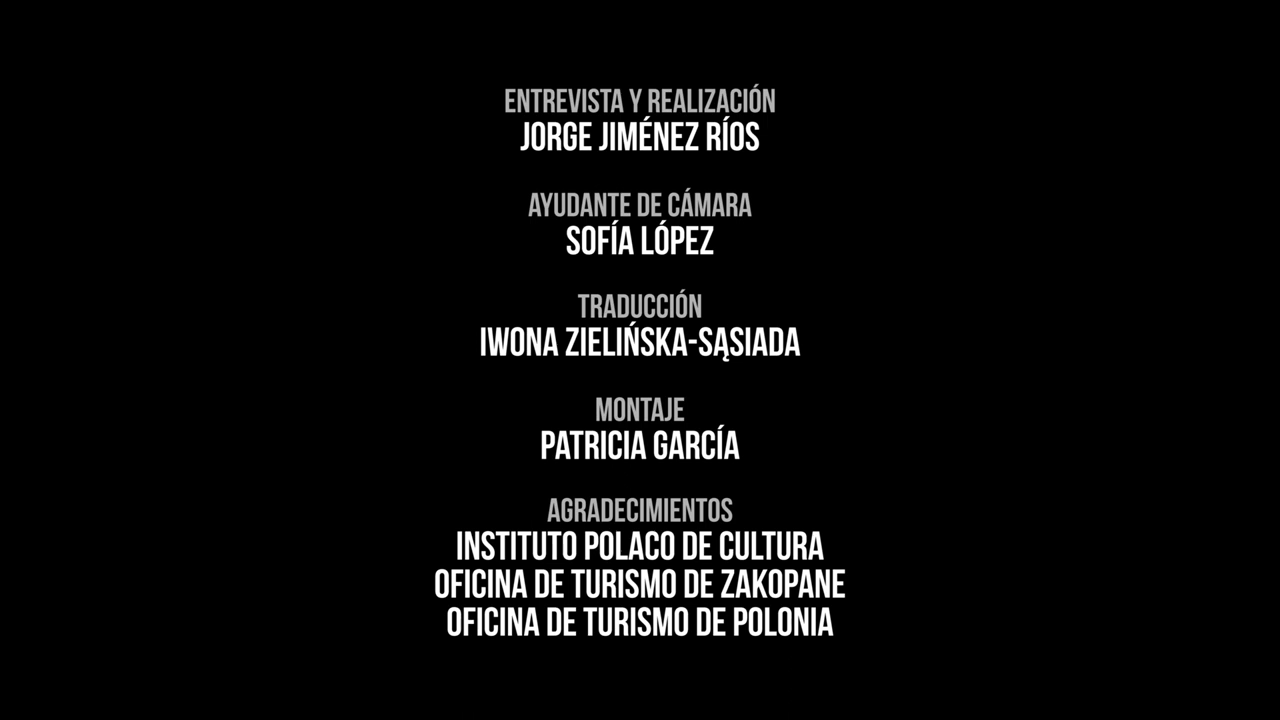 ENTREVISTA Y REALIZACIÓN
JORGE JIMÉNEZ RÍOS
AYUDANTE DE CÁMARA
SOFÍA LÓPEZ
TRADUCCIÓN
IWONA ZIELIŃSKA-SĄSIADA
MONTAJE
PATRICIA GARCÍA
AGRADECIMIENTOS
INSTITUTO POLACO DE CULTURA
OFICINA DE TURISMO DE ZAKOPANE
OFICINA DE TURISMO DE POLONIA